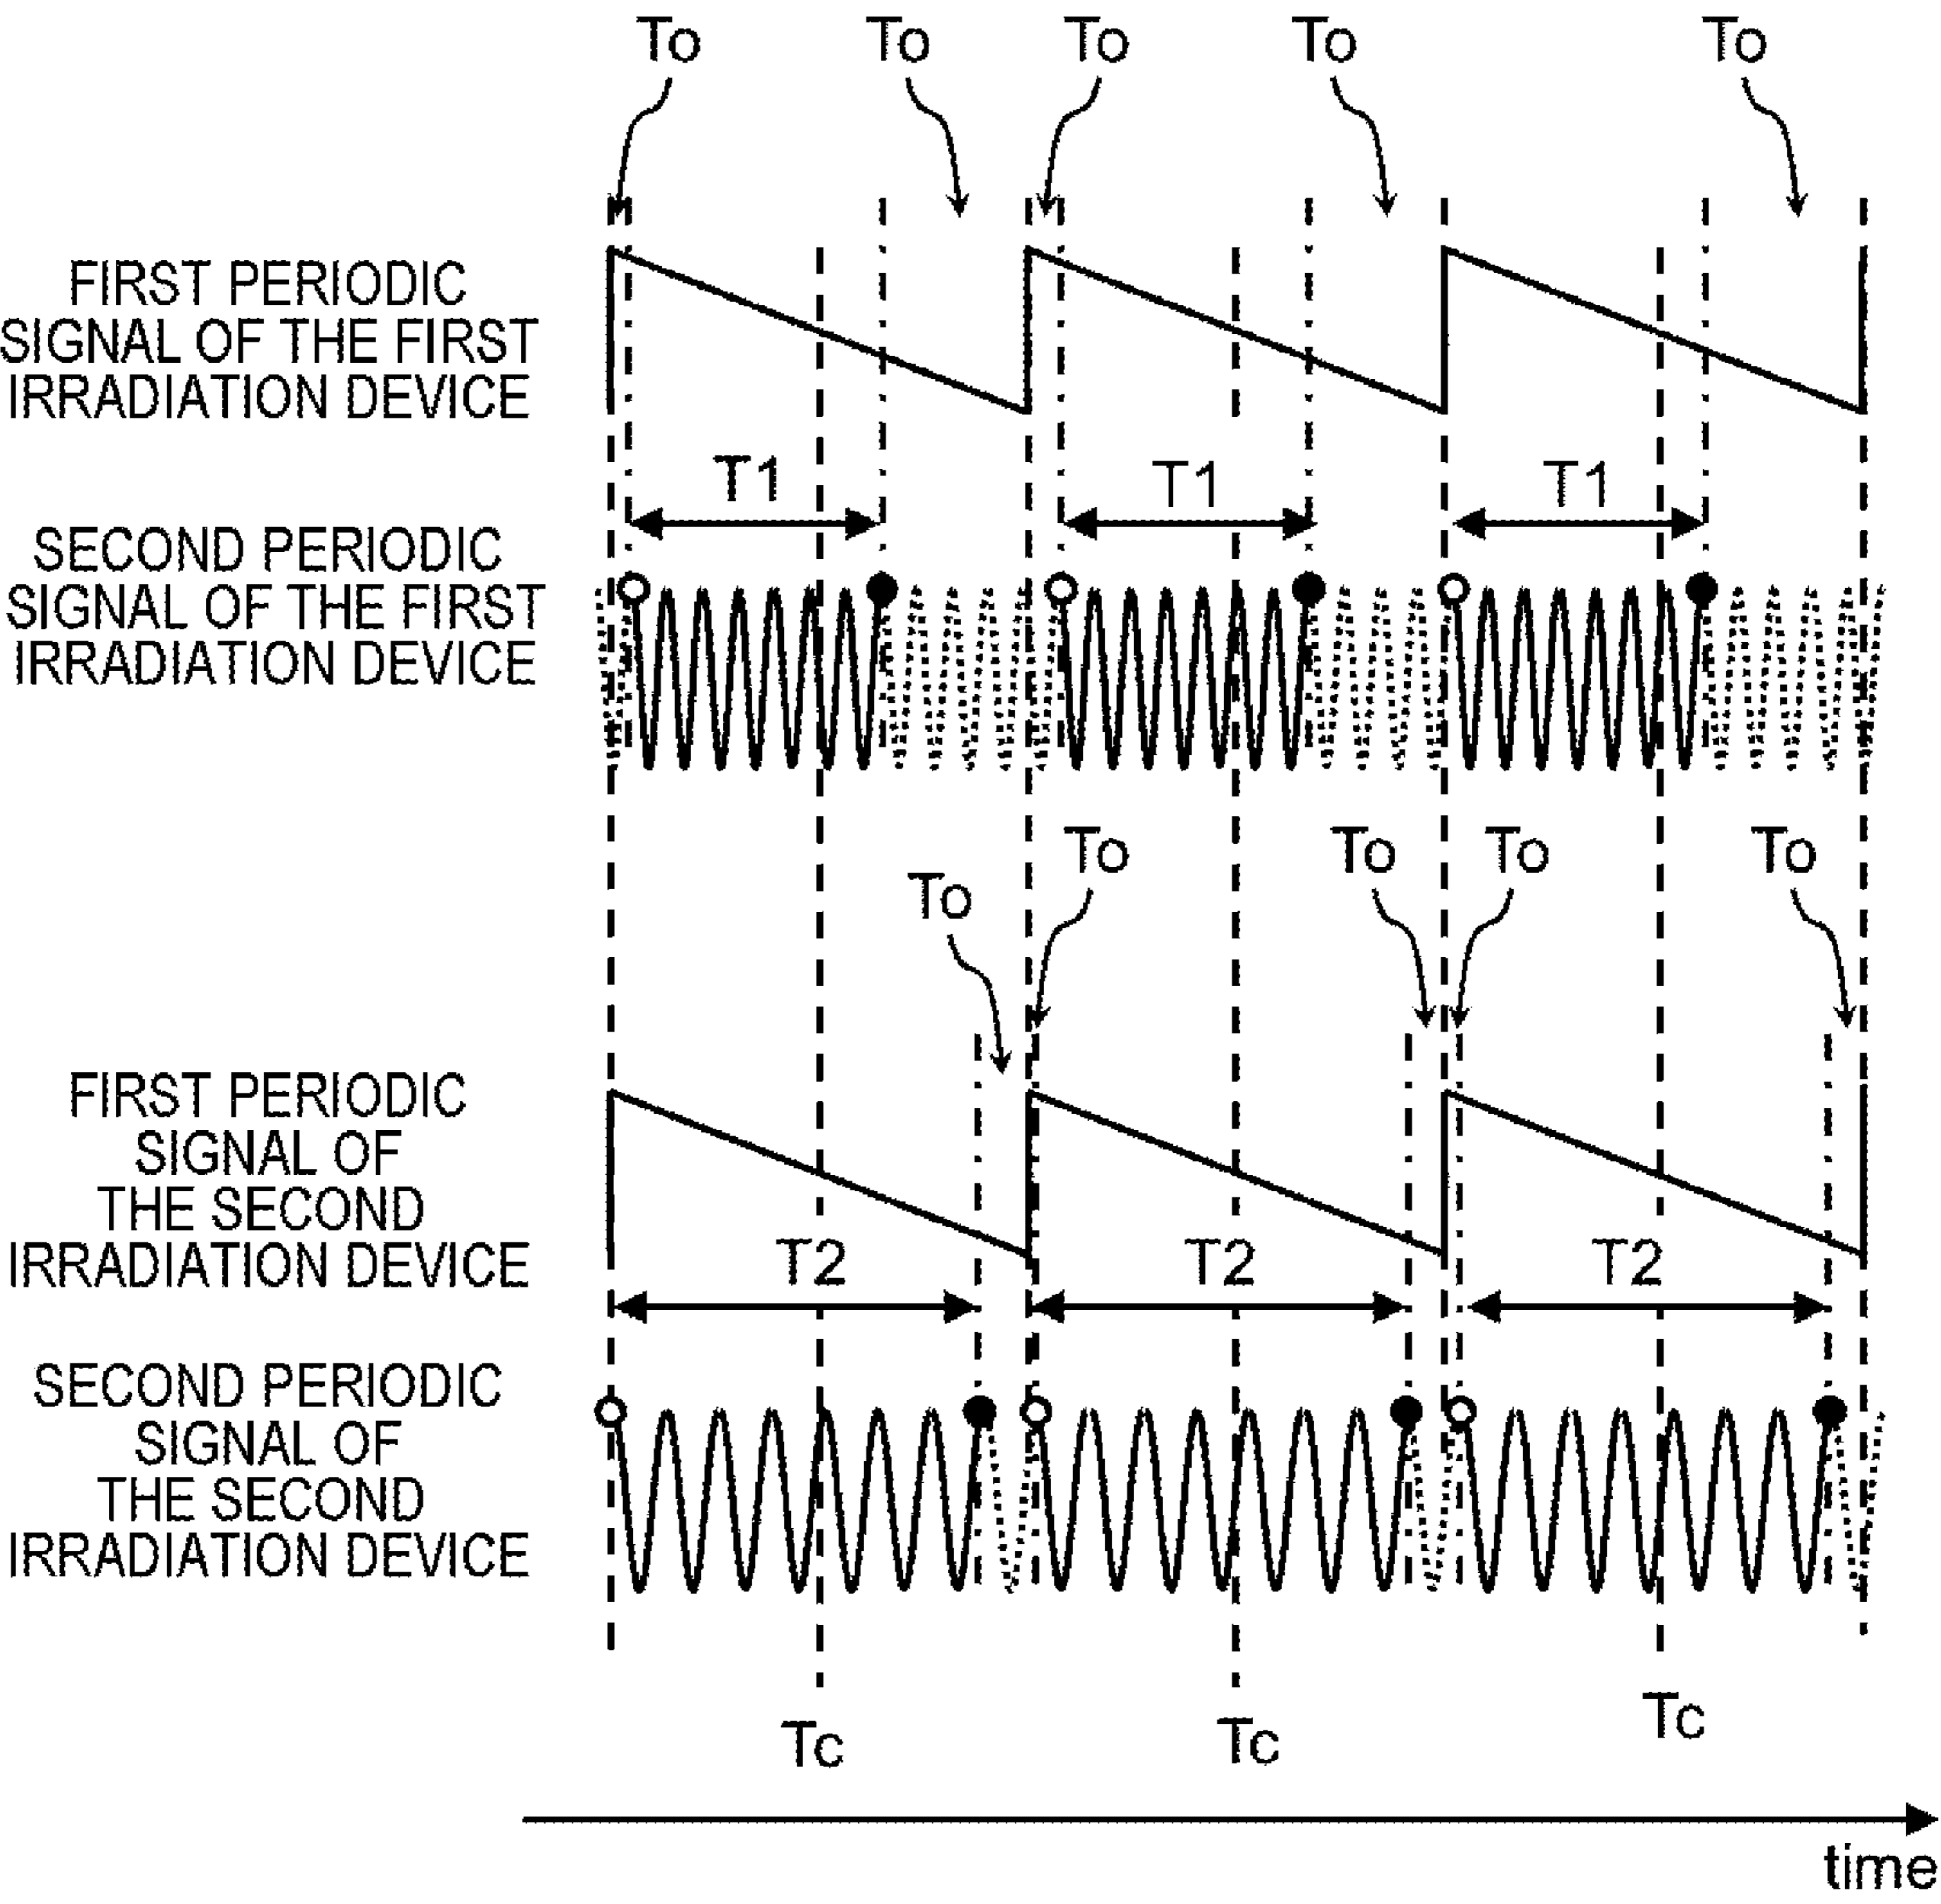 To To To To To
FIRST PERIODIC
SIGNAL OF THE FIRST
IRRADIATION DEVICE
T1 T1 T1
SECOND PERIODIC
SIGNAL OF THE FIRST
IRRADIATION DEVICE
To To To To To
FIRST PERIODIC
SIGNAL OF
THE SECOND
IRRADIATION DEVICE
T2 T2 T2
SECOND PERIODIC
SIGNAL OF
THE SECOND
IRRADIATION DEVICE
Tc Tc Tc
time